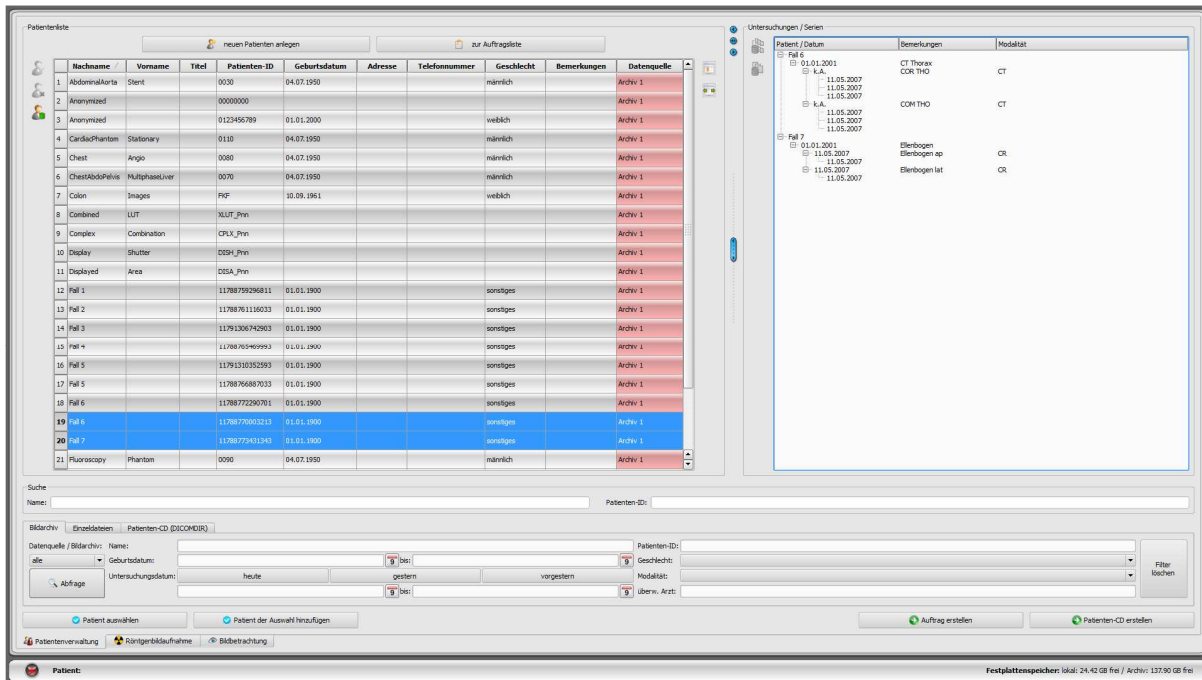 Patientenliste
neuen Patienten anlegen
zur Auftragsliste
Nachname Vorname Titel Patienten-ID Geburtsdatum Adresse Telefonnummer Geschlecht Bemerkungen Datenquelle
1 AbdominalAorta Stent 0030 04.07.1950 männlich Archiv 1
2 Anonymized 00000000 Archiv 1
3 Anonymized 0123456789 01.01.2000 weiblich Archiv 1
4 CardiacPhantom Stationary 0110 04.07.1950 männlich Archiv 1
5 Chest Angio 0080 04.07.1950 männlich Archiv 1
6 ChestAbdoPelvis MultiphaseLiver 0070 04.07.1950 männlich Archiv 1
7 Colon Images FKF 10.09.1961 weiblich Archiv 1
8 Combined LUT XLUT_Pnn Archiv 1
9 Complex Combination CPLX_Pnn Archiv 1
10 Display Shutter DISH_Pnn Archiv 1
11 Displayed Area DISA_Pnn Archiv 1
12 Fall 1 11788759296811 01.01.1900 sonstiges Archiv 1
13 Fall 2 11788761116033 01.01.1900 sonstiges Archiv 1
14 Fall 3 11791306742903 01.01.1900 sonstiges Archiv 1
15 Fall 4 11788765469993 01.01.1900 sonstiges Archiv 1
16 Fall 5 11791310352593 01.01.1900 sonstiges Archiv 1
17 Fall 5 11788766887033 01.01.1900 sonstiges Archiv 1
18 Fall 6 11788772290701 01.01.1900 sonstiges Archiv 1
19 Fall 6 11788770003213 01.01.1900 sonstiges Archiv 1
20 Fall 7 11788773431343 01.01.1900 sonstiges Archiv 1
21 Fluoroscopy Phantom 0090 04.07.1950 männlich Archiv 1
Untersuchungen / Serien
Patient / Datum Bemerkungen Modalität
Fall 6
01.01.2001 CT Thorax
k.A. COR THO CT
11.05.2007
11.05.2007
11.05.2007
k.A. COM THO CT
11.05.2007
11.05.2007
11.05.2007
Fall 7
01.01.2001 Ellenbogen
11.05.2007 Ellenbogen ap CR
11.05.2007
11.05.2007 Ellenbogen lat CR
11.05.2007
Suche
Name: Patienten-ID:
Bildarchiv Einzeldateien Patienten-CD (DICOMDIR)
Datenquelle / Bildarchiv: Name: Patienten-ID:
alle Geburtsdatum: 9 bis: 9 Geschlecht:
Abfrage Untersuchungsdatum: heute gestern vorgestern Modalität:
9 bis: 9 überw. Arzt:
Filter
löschen
Patient auswählen Patient der Auswahl hinzufügen Auftrag erstellen Patienten-CD erstellen
Patientenverwaltung Röntgenbildaufnahme Bildbetrachtung
Patient: Festplattenspeicher: lokal: 24.42 GB frei / Archiv: 137.90 GB frei